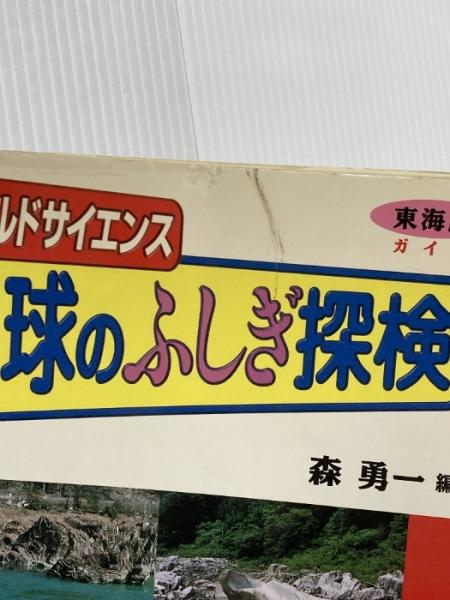 ルドサイエンス
東海
ガイ
球のふしぎ探検
森 勇一 編